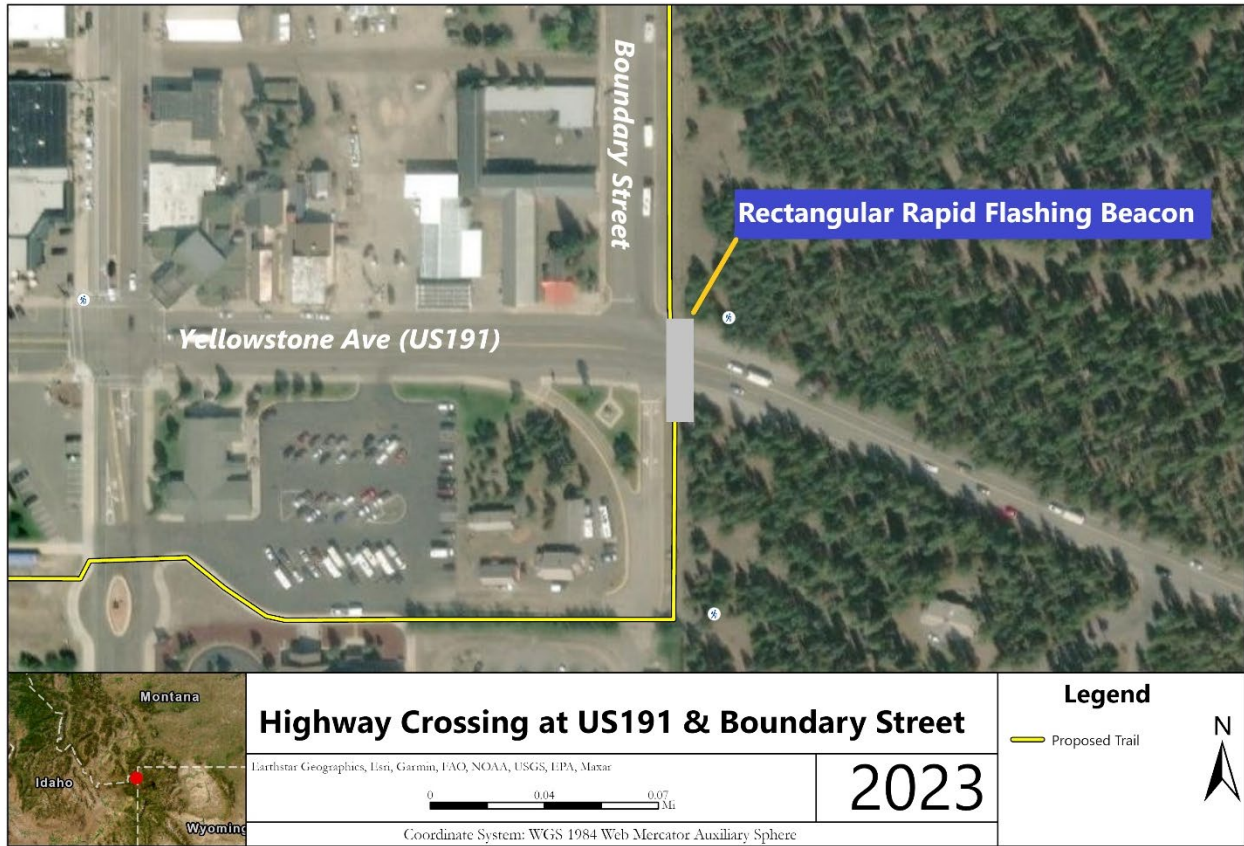 Boundary Street
Rectangular Rapid Flashing Beacon
Yellowstone Ave (US191)
Montana
Idaho
Wyoming
Highway Crossing at US191 & Boundary Street
Earthstar Geographics, Esri, Garmin, FAO, NOAA, USGS, EPA, Maxar
0 0.04 0.07
Mi
Coordinate System: WGS 1984 Web Mercator Auxiliary Sphere
2023
Legend
Proposed Trail
N